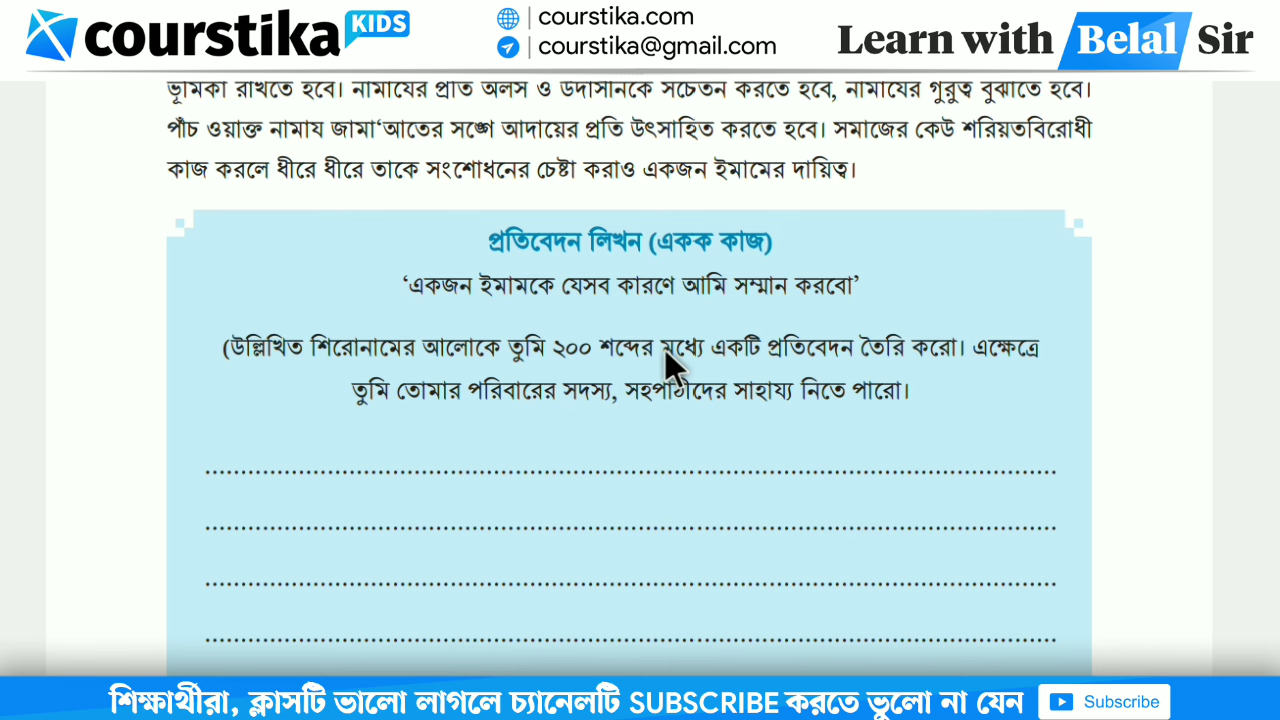 courstika KIDS
courstika.com
courstika@gmail.com
Learn with Belal Sir
ভূমিকা রাখতে হবে। নামাযের প্রতি অলস ও উদাসীনকে সচেতন করতে হবে, নামাযের গুরুত্ব বুঝাতে হবে।
পাঁচ ওয়াক্ত নামায জামা‘আতের সঙ্গে আদায়ের প্রতি উৎসাহিত করতে হবে। সমাজের কেউ শরিয়তবিরোধী
কাজ করলে ধীরে ধীরে তাকে সংশোধনের চেষ্টা করাও একজন ইমামের দায়িত্ব।
প্রতিবেদন লিখন (একক কাজ)
‘একজন ইমামকে যেসব কারণে আমি সম্মান করবো’
(উল্লিখিত শিরোনামের আলোকে তুমি ২০০ শব্দের মধ্যে একটি প্রতিবেদন তৈরি করো। এক্ষেত্রে
তুমি তোমার পরিবারের সদস্য, সহপাঠীদের সাহায্য নিতে পারো।
শিক্ষার্থীরা, ক্লাসটি ভালো লাগলে চ্যানেলটি SUBSCRIBE করতে ভুলো না যেন
Subscribe